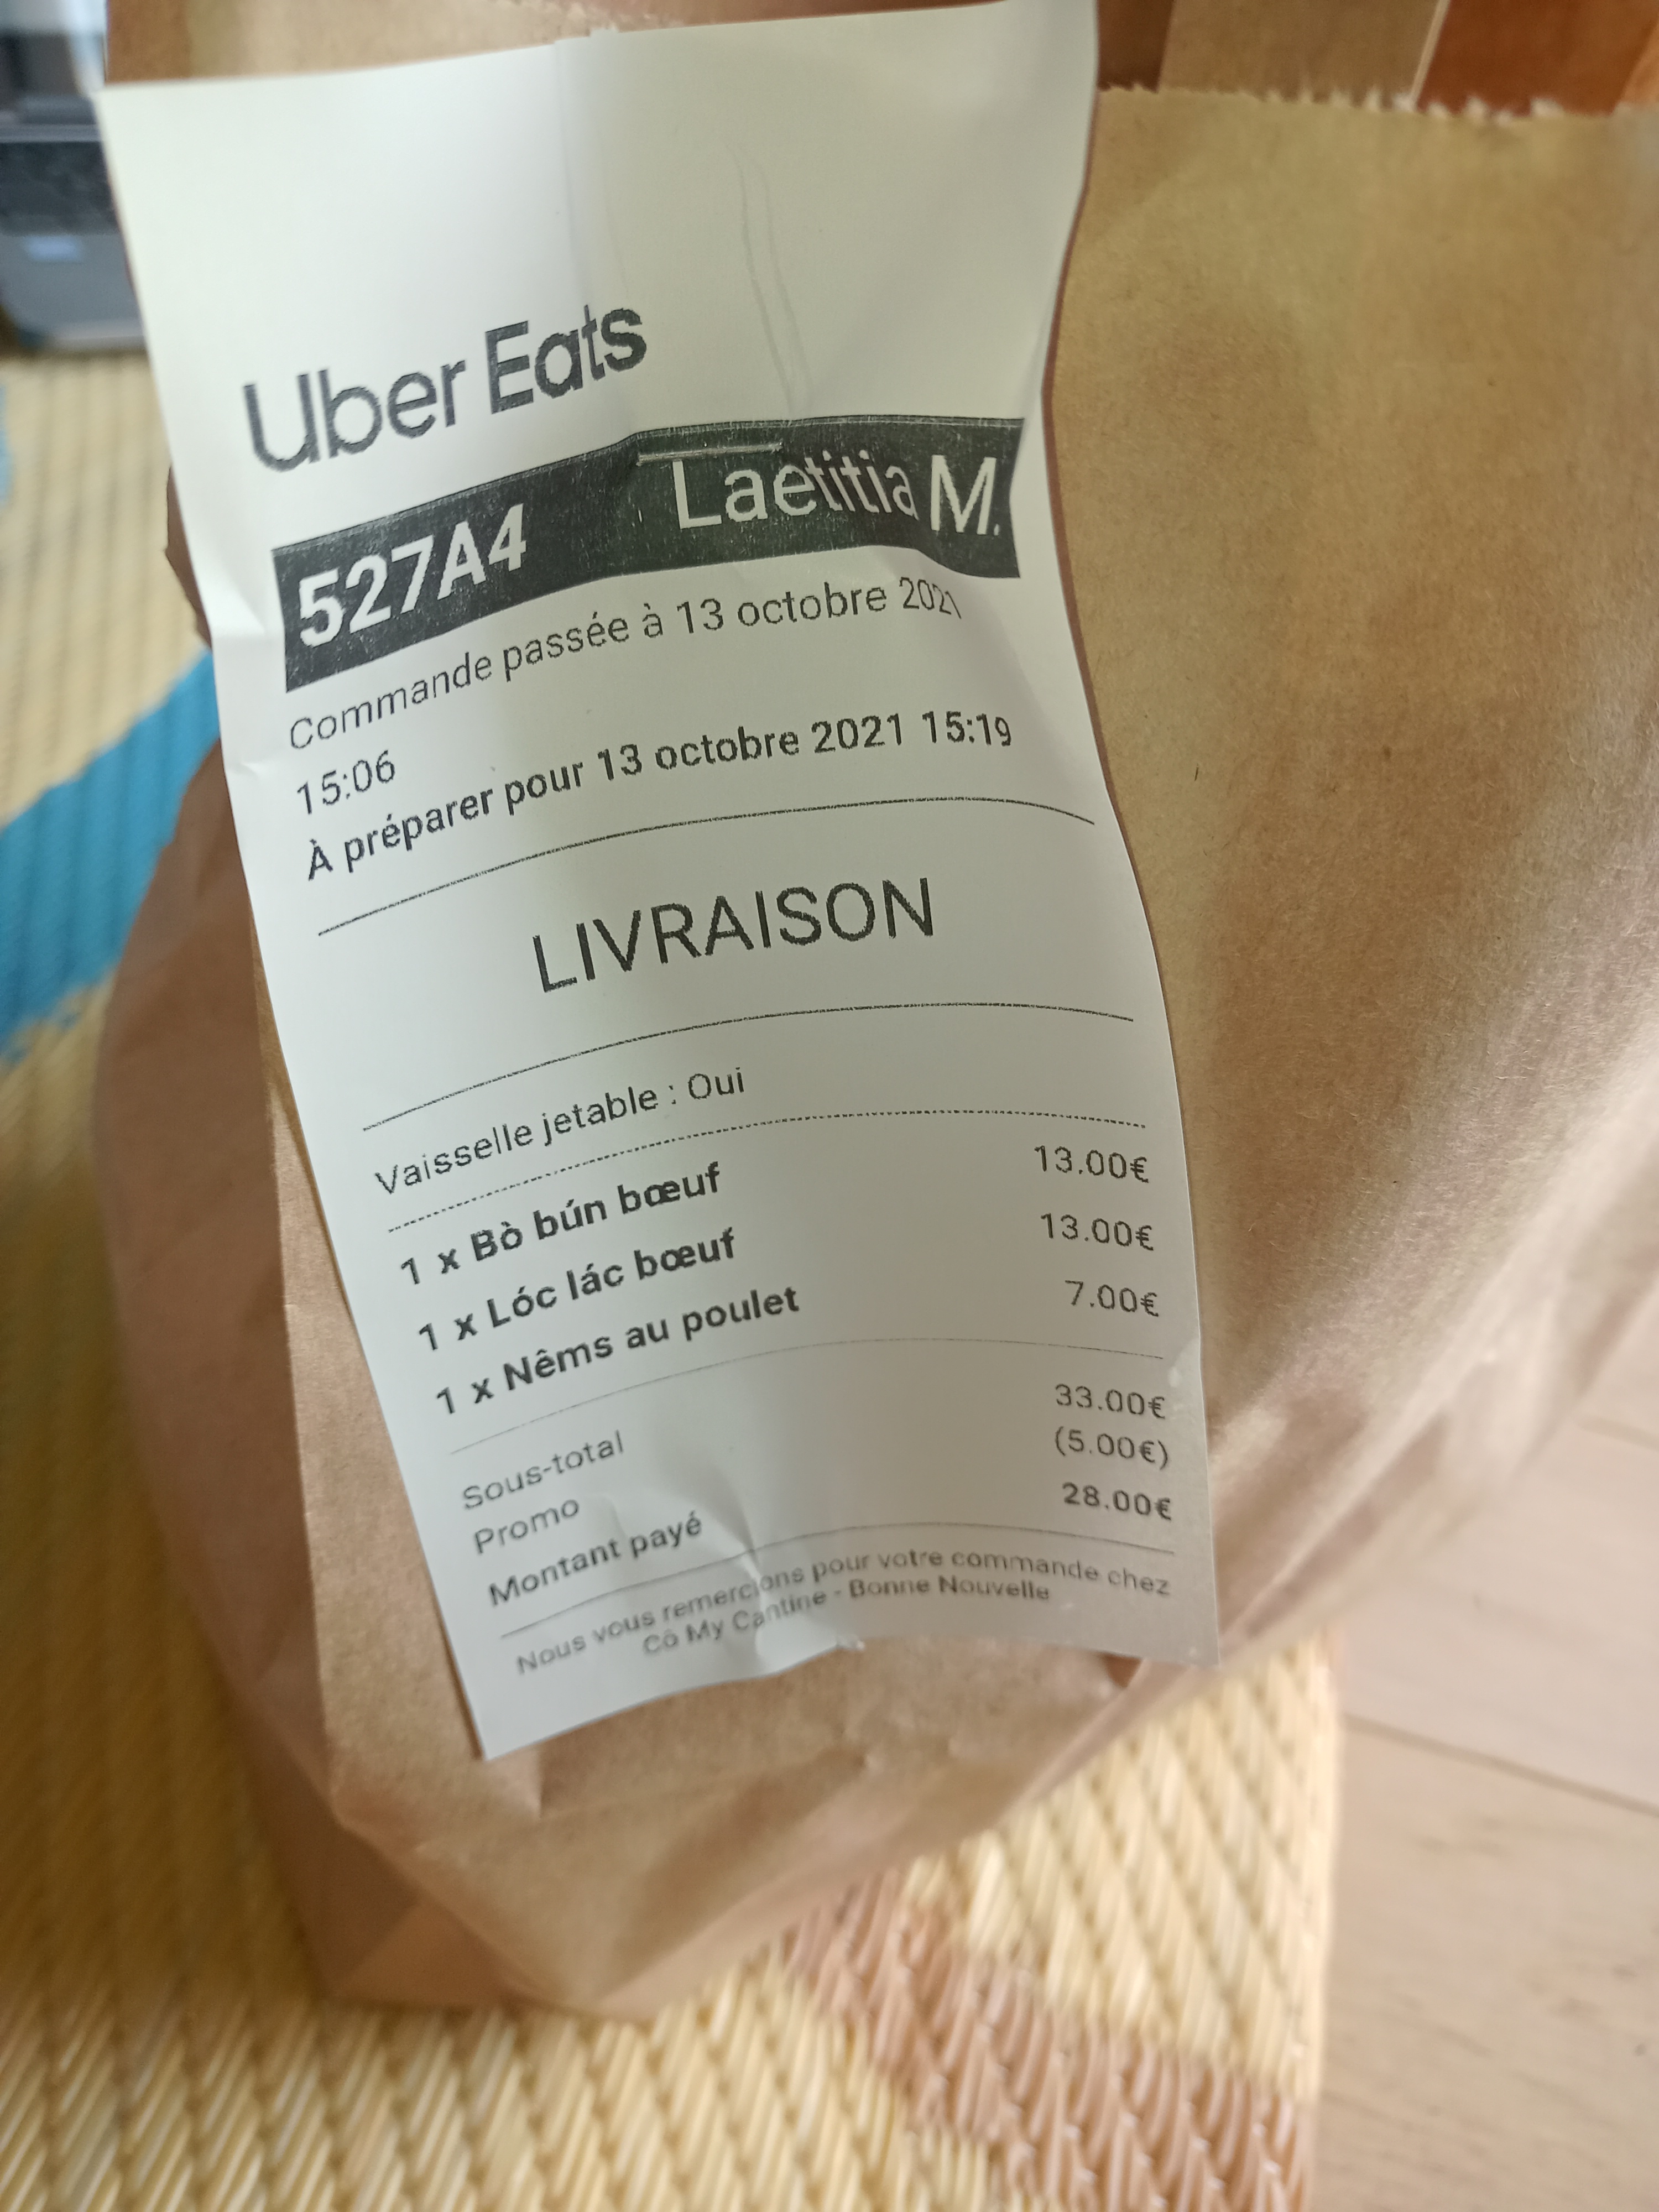 Uber Eats
527A4 Laetitia M.
Commande passée à 13 octobre 2021
15:06
À préparer pour 13 octobre 2021 15:19
LIVRAISON
Vaisselle jetable : Oui
1 x Bò bún bœuf 13.00€
1 x Lóc lác bœuf 13.00€
1 x Nêms au poulet 7.00€
Sous-total 33.00€
Promo (5.00€)
Montant payé 28.00€
Nous vous remercions pour votre commande chez
Cô My Cantine - Bonne Nouvelle